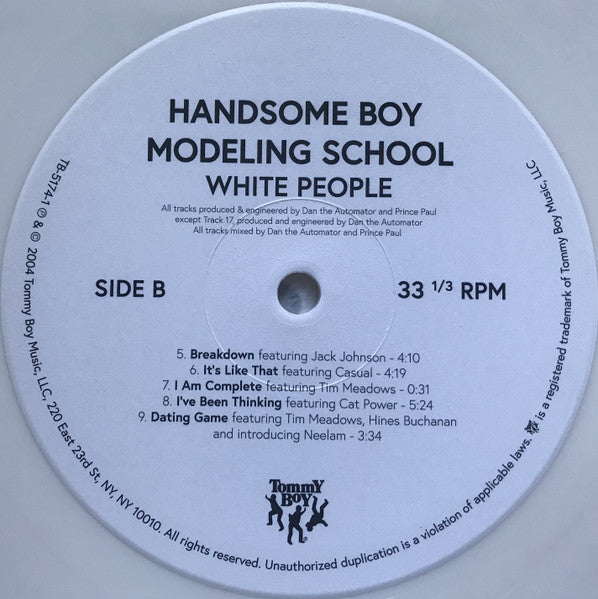 HANDSOME BOY
MODELING SCHOOL
WHITE PEOPLE
All tracks produced & engineered by Dan the Automator and Prince Paul
except Track 17, produced and engineered by Dan the Automator
All tracks mixed by Dan the Automator and Prince Paul
SIDE B
33 1/3 RPM
5. Breakdown featuring Jack Johnson - 4:10
6. It's Like That featuring Casual - 4:19
7. I Am Complete featuring Tim Meadows - 0:31
8. I've Been Thinking featuring Cat Power - 5:24
9. Dating Game featuring Tim Meadows, Hines Buchanan
and introducing Neelam - 3:34
TommY
BOY
®
TB-5174-1 ℗ & © 2004 Tommy Boy Music, LLC, 220 East 23rd St, NY, NY 10010. All rights reserved. Unauthorized duplication is a violation of applicable laws. is a registered trademark of Tommy Boy Music, LLC